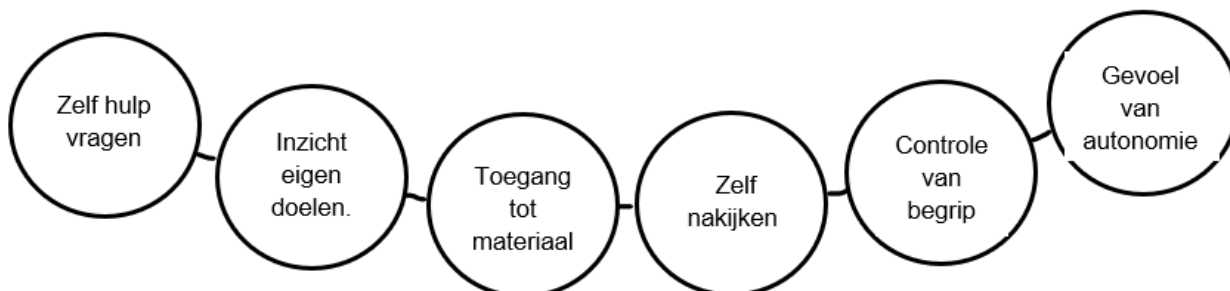 Zelf hulp
vragen
Inzicht
eigen
doelen.
Toegang
tot
materiaal
Zelf
nakijken
Controle
van
begrip
Gevoel
van
autonomie